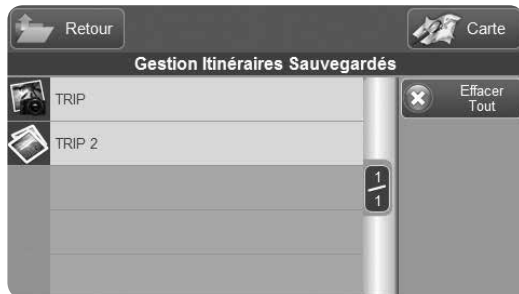 Retour
Carte
Gestion Itinéraires Sauvegardés
TRIP
Effacer
Tout
TRIP 2
1
1